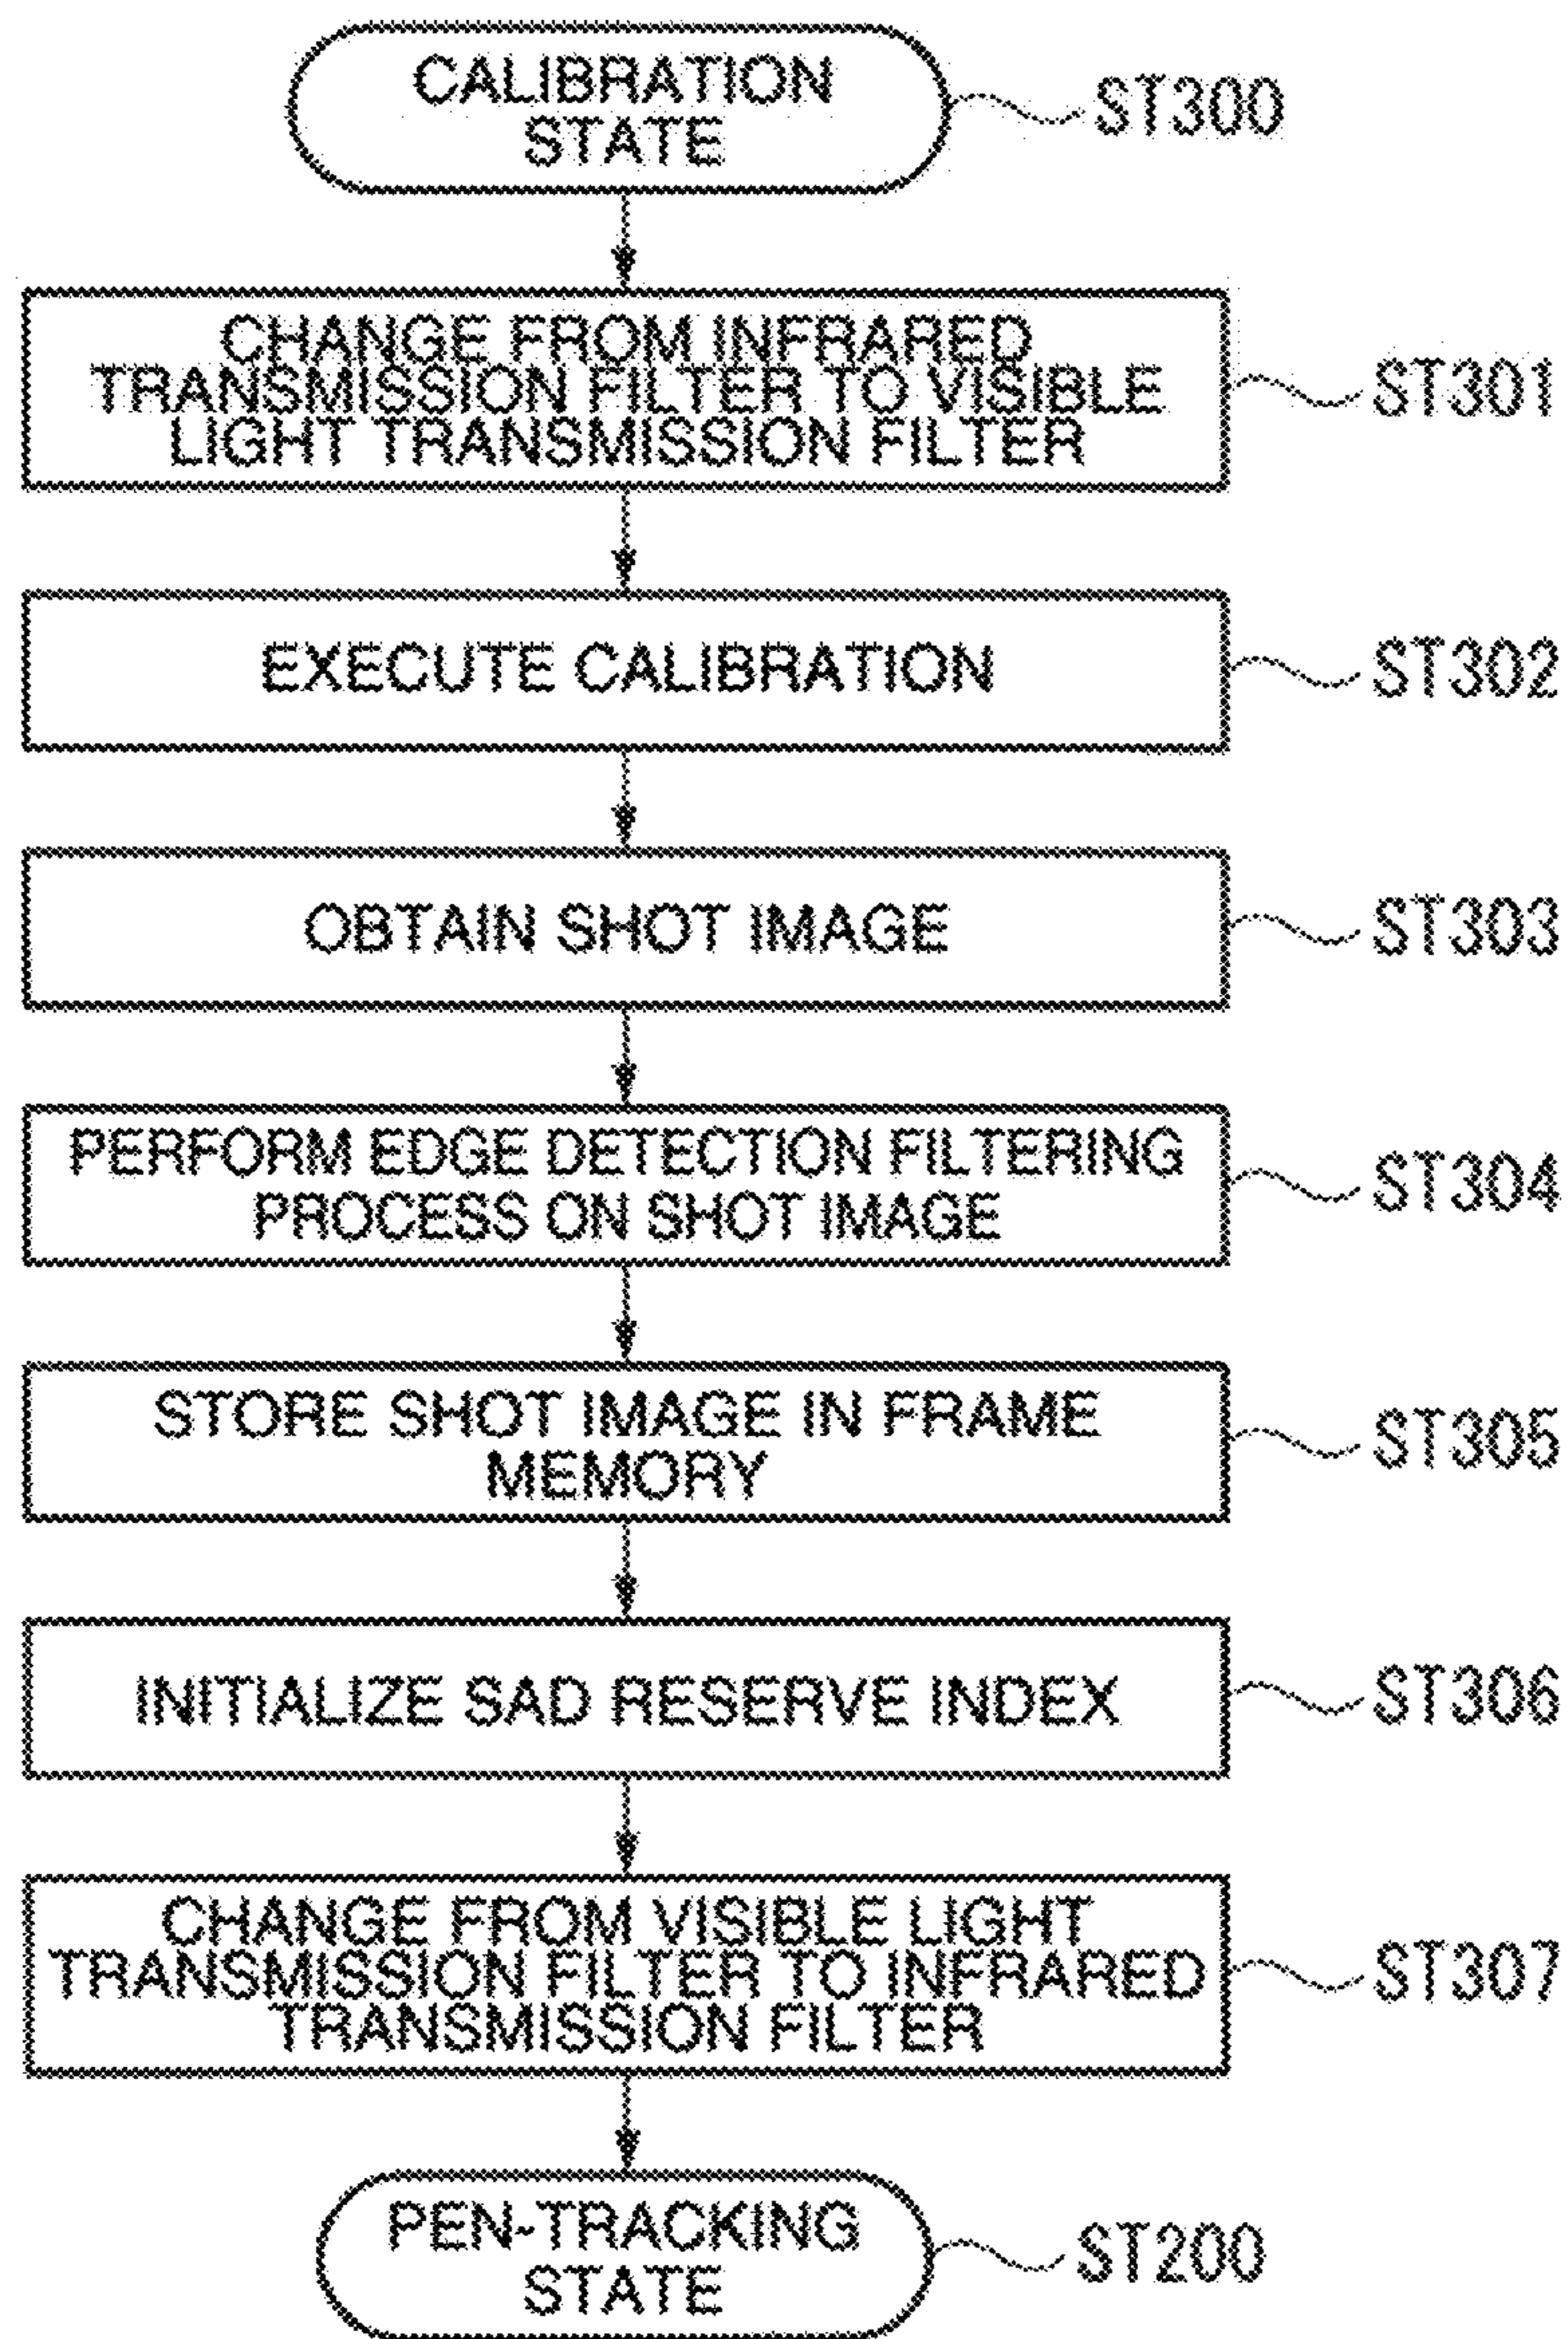 CALIBRATION
STATE
ST300
CHANGE FROM INFRARED
TRANSMISSION FILTER TO VISIBLE
LIGHT TRANSMISSION FILTER
ST301
EXECUTE CALIBRATION
ST302
OBTAIN SHOT IMAGE
ST303
PERFORM EDGE DETECTION FILTERING
PROCESS ON SHOT IMAGE
ST304
STORE SHOT IMAGE IN FRAME
MEMORY
ST305
INITIALIZE SAD RESERVE INDEX
ST306
CHANGE FROM VISIBLE LIGHT
TRANSMISSION FILTER TO INFRARED
TRANSMISSION FILTER
ST307
PEN-TRACKING
STATE
ST200